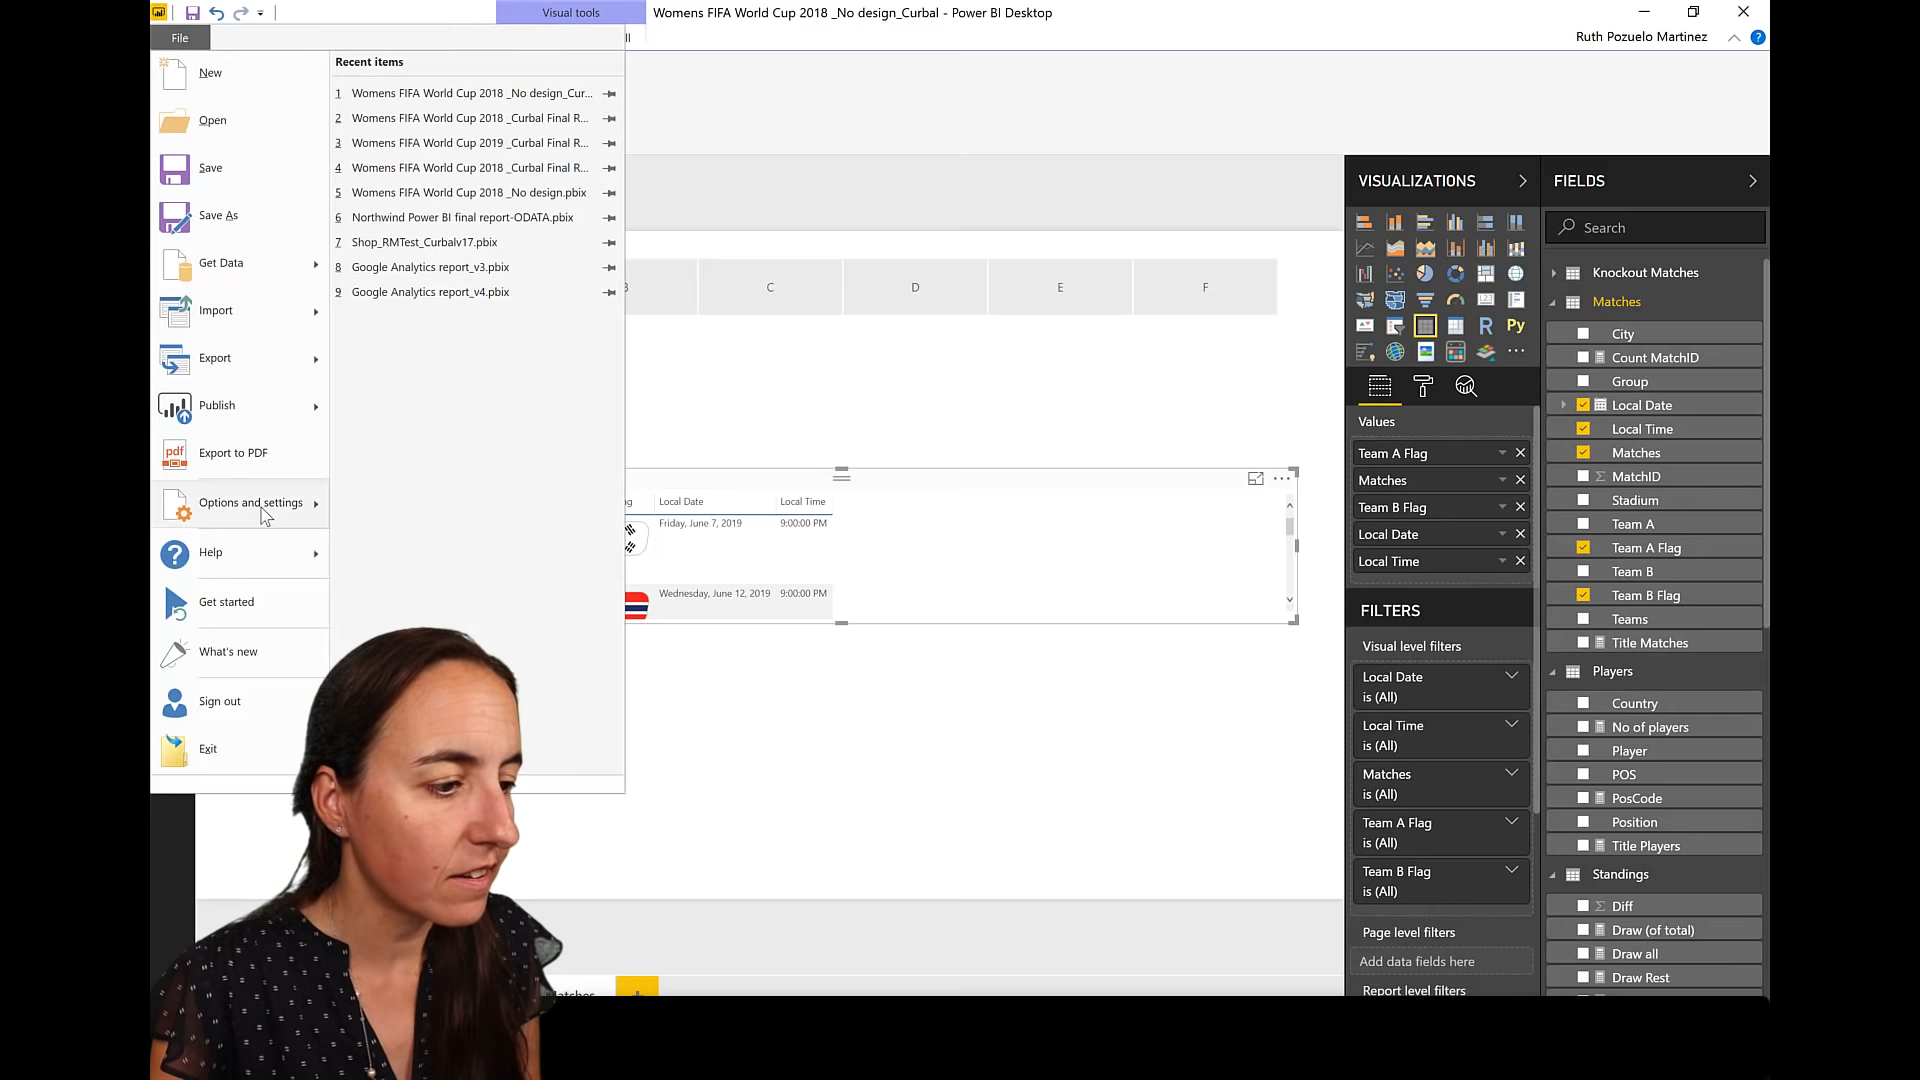 Visual tools
Womens FIFA World Cup 2018 _No design_Curbal - Power BI Desktop
File
Ruth Pozuelo Martinez
?
New
Open
Save
Save As
Get Data
Import
Export
Publish
pdf
Export to PDF
Options and settings
?
Help
Get started
What's new
Sign out
Exit
Recent items
1 Womens FIFA World Cup 2018 _No design_Cur...
2 Womens FIFA World Cup 2018 _Curbal Final R...
3 Womens FIFA World Cup 2019 _Curbal Final R...
4 Womens FIFA World Cup 2018 _Curbal Final R...
5 Womens FIFA World Cup 2018 _No design.pbix
6 Northwind Power BI final report-ODATA.pbix
7 Shop_RMTest_Curbalv17.pbix
8 Google Analytics report_v3.pbix
9 Google Analytics report_v4.pbix
B C D E F
Local Date Local Time
Friday, June 7, 2019 9:00:00 PM
Wednesday, June 12, 2019 9:00:00 PM
VISUALIZATIONS
R Py
Values
Team A Flag
Matches
Team B Flag
Local Date
Local Time
FILTERS
Visual level filters
Local Date
is (All)
Local Time
is (All)
Matches
is (All)
Team A Flag
is (All)
Team B Flag
is (All)
Page level filters
Add data fields here
Report level filters
FIELDS
Search
Knockout Matches
Matches
City
Count MatchID
Group
Local Date
Local Time
Matches
Σ MatchID
Stadium
Team A
Team A Flag
Team B
Team B Flag
Teams
Title Matches
Players
Country
No of players
Player
POS
PosCode
Position
Title Players
Standings
Σ Diff
Draw (of total)
Draw all
Draw Rest